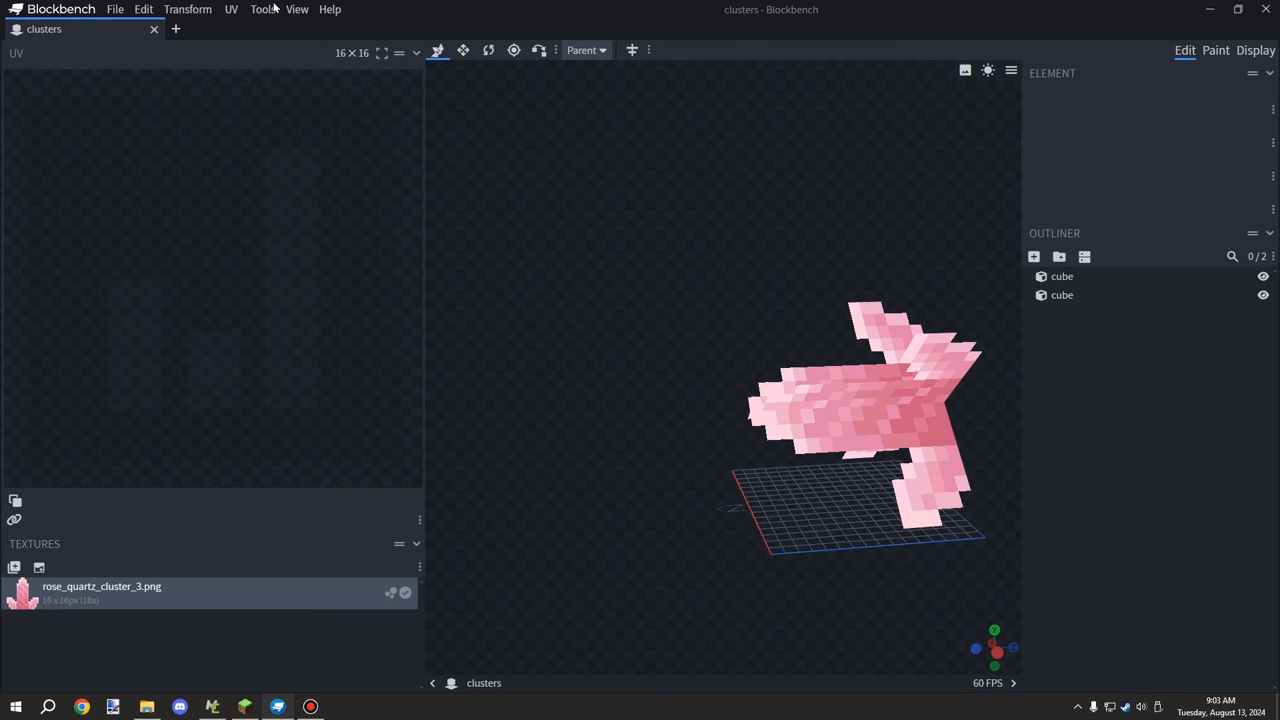 Blockbench File Edit Transform UV Tools View Help clusters - Blockbench
clusters
UV 16 × 16 Parent Edit Paint Display
ELEMENT
OUTLINER
0 / 2
cube
cube
TEXTURES
rose_quartz_cluster_3.png
16 x 16px (16x)
clusters 60 FPS
9:03 AM
Tuesday, August 13, 2024